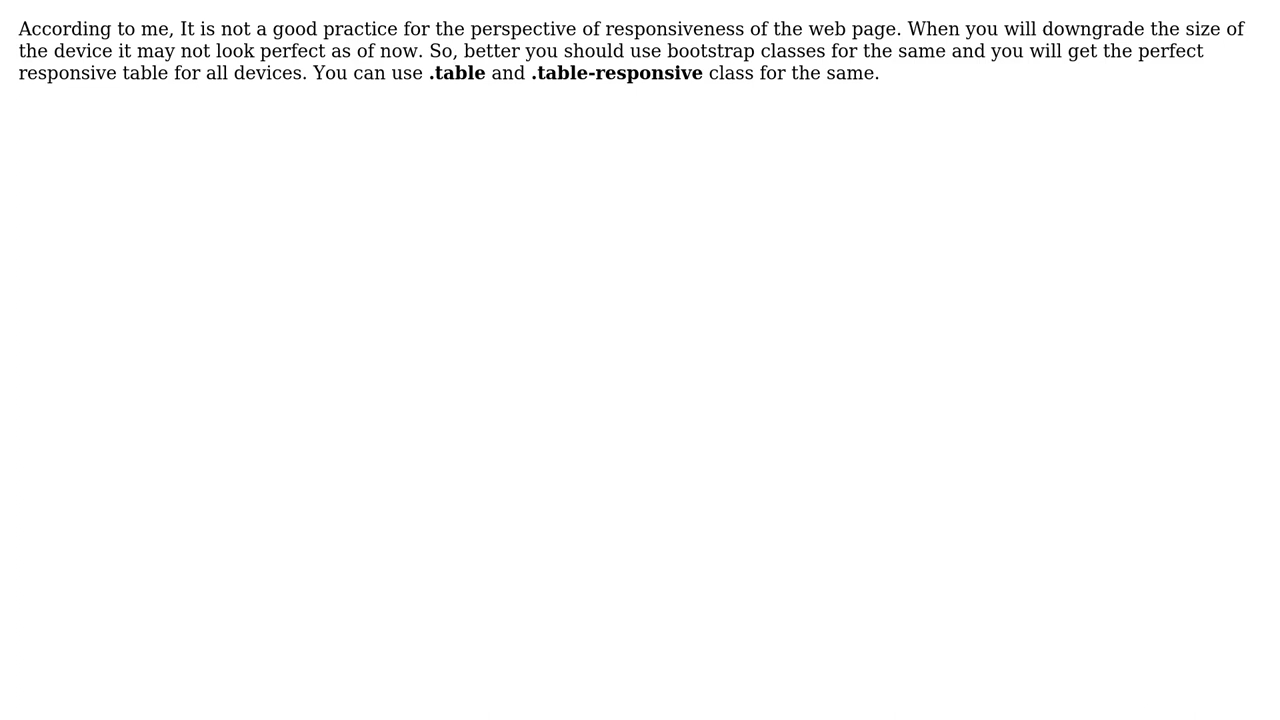 According to me, It is not a good practice for the perspective of responsiveness of the web page. When you will downgrade the size of
the device it may not look perfect as of now. So, better you should use bootstrap classes for the same and you will get the perfect
responsive table for all devices. You can use .table and .table-responsive class for the same.